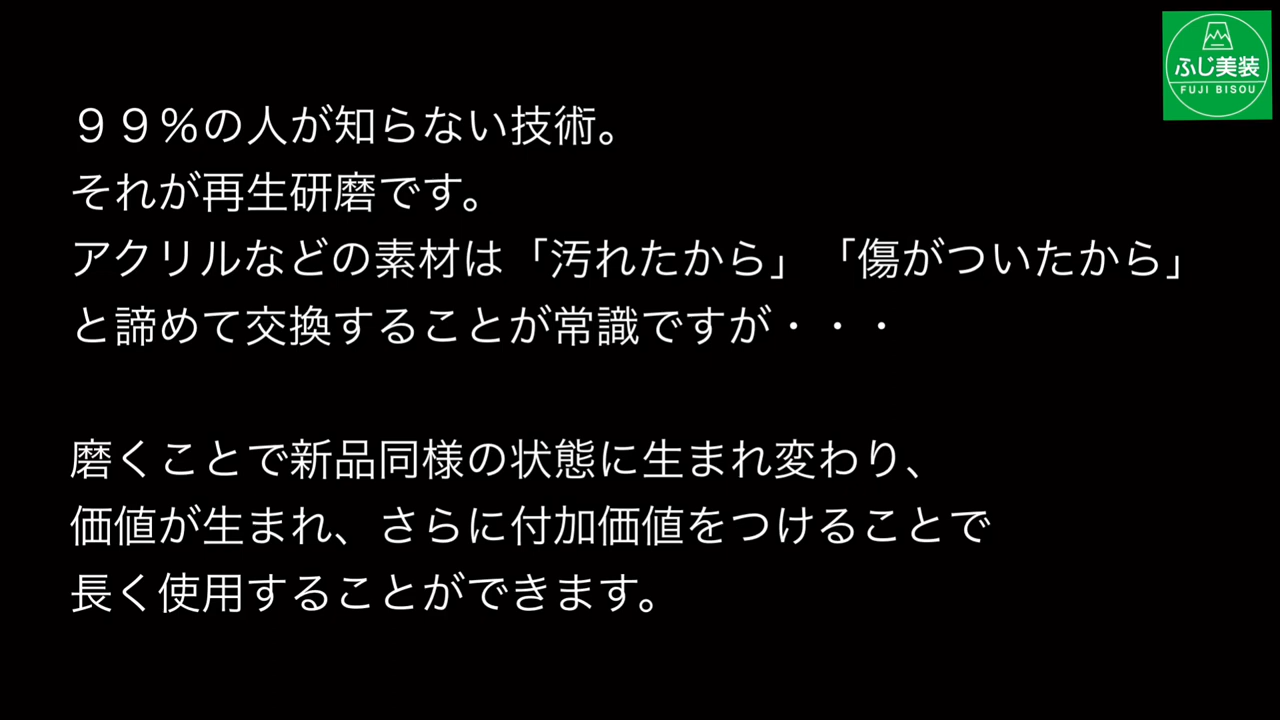 ふじ美装
FUJI BISOU
９９％の人が知らない技術。
それが再生研磨です。
アクリルなどの素材は「汚れたから」「傷がついたから」
と諦めて交換することが常識ですが・・・
磨くことで新品同様の状態に生まれ変わり、
価値が生まれ、さらに付加価値をつけることで
長く使用することができます。